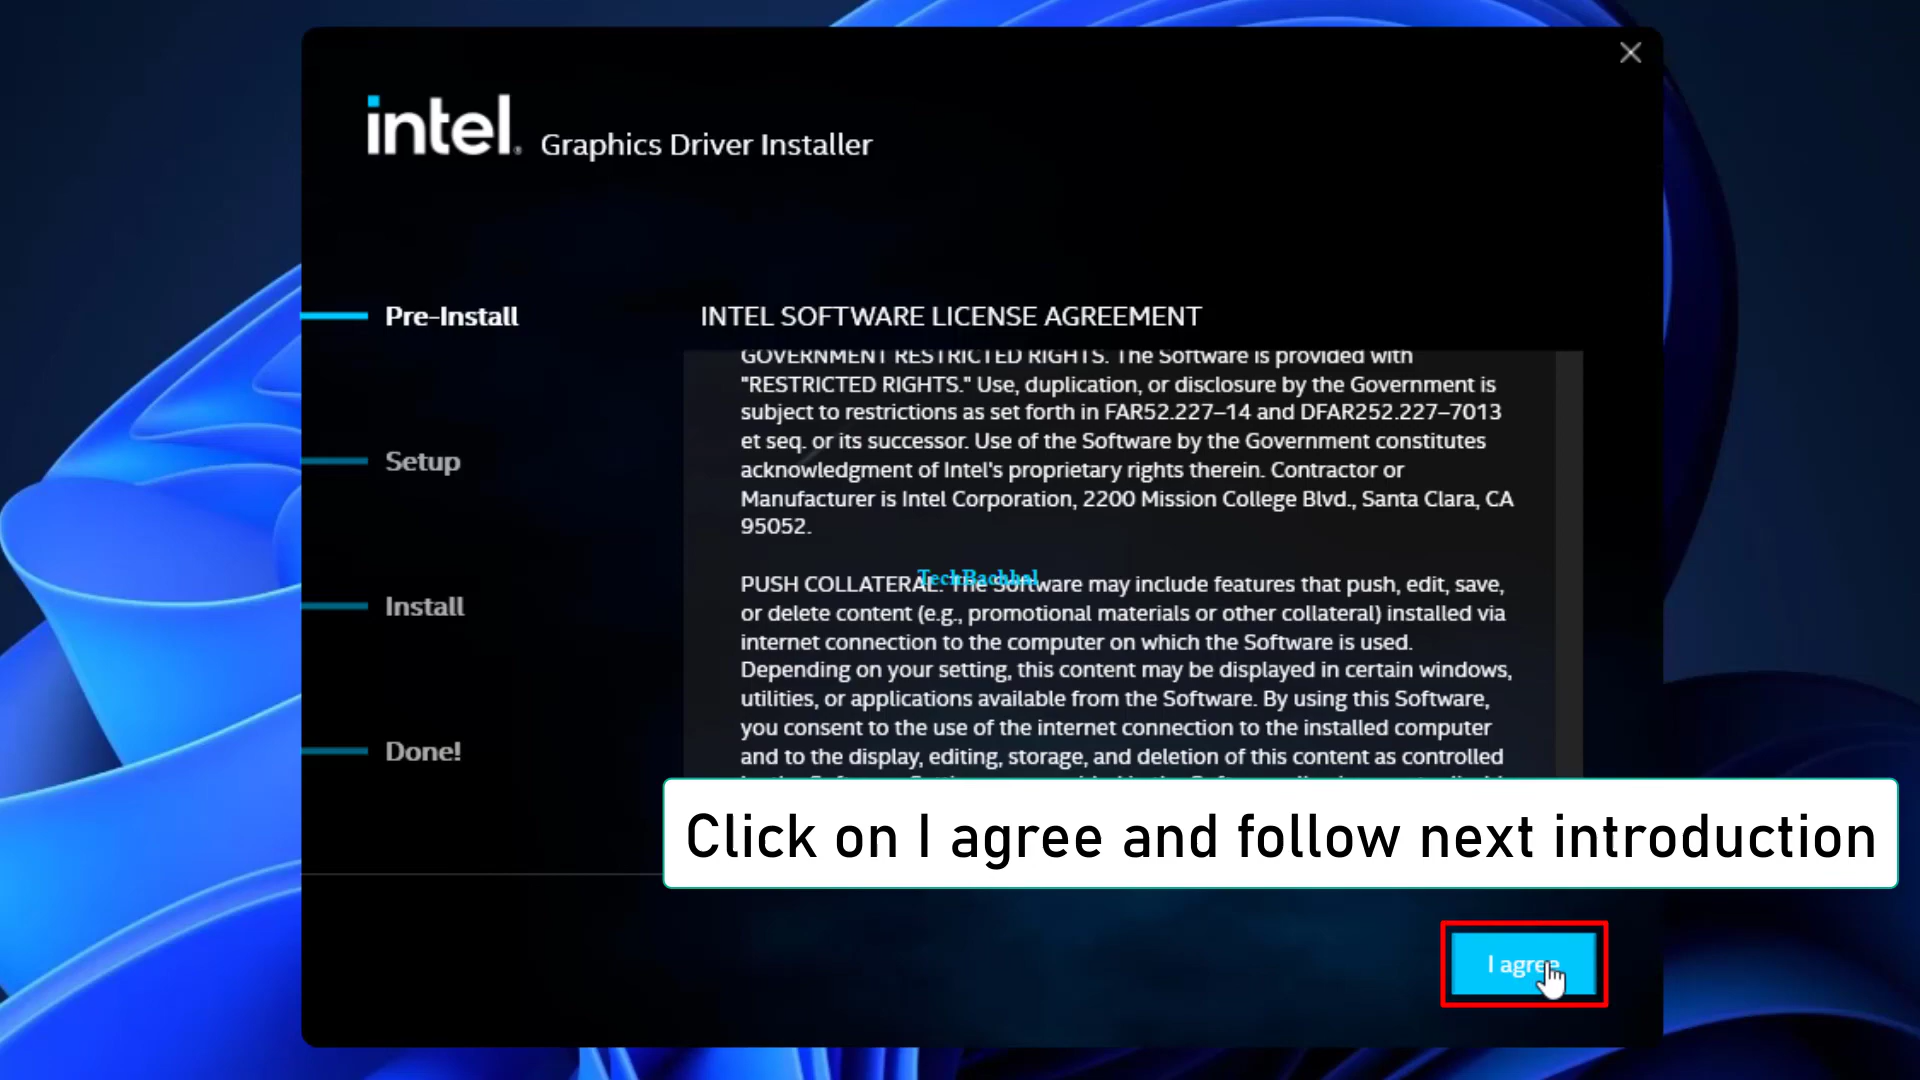 intel.
Graphics Driver Installer
Pre-Install
Setup
Install
Done!
INTEL SOFTWARE LICENSE AGREEMENT
GOVERNMENT RESTRICTED RIGHTS. The Software is provided with
"RESTRICTED RIGHTS." Use, duplication, or disclosure by the Government is
subject to restrictions as set forth in FAR52.227–14 and DFAR252.227–7013
et seq. or its successor. Use of the Software by the Government constitutes
acknowledgment of Intel's proprietary rights therein. Contractor or
Manufacturer is Intel Corporation, 2200 Mission College Blvd., Santa Clara, CA
95052.
PUSH COLLATERAL. The Software may include features that push, edit, save,
or delete content (e.g., promotional materials or other collateral) installed via
internet connection to the computer on which the Software is used.
Depending on your setting, this content may be displayed in certain windows,
utilities, or applications available from the Software. By using this Software,
you consent to the use of the internet connection to the installed computer
and to the display, editing, storage, and deletion of this content as controlled
TechBachhal
Click on I agree and follow next introduction
I agree